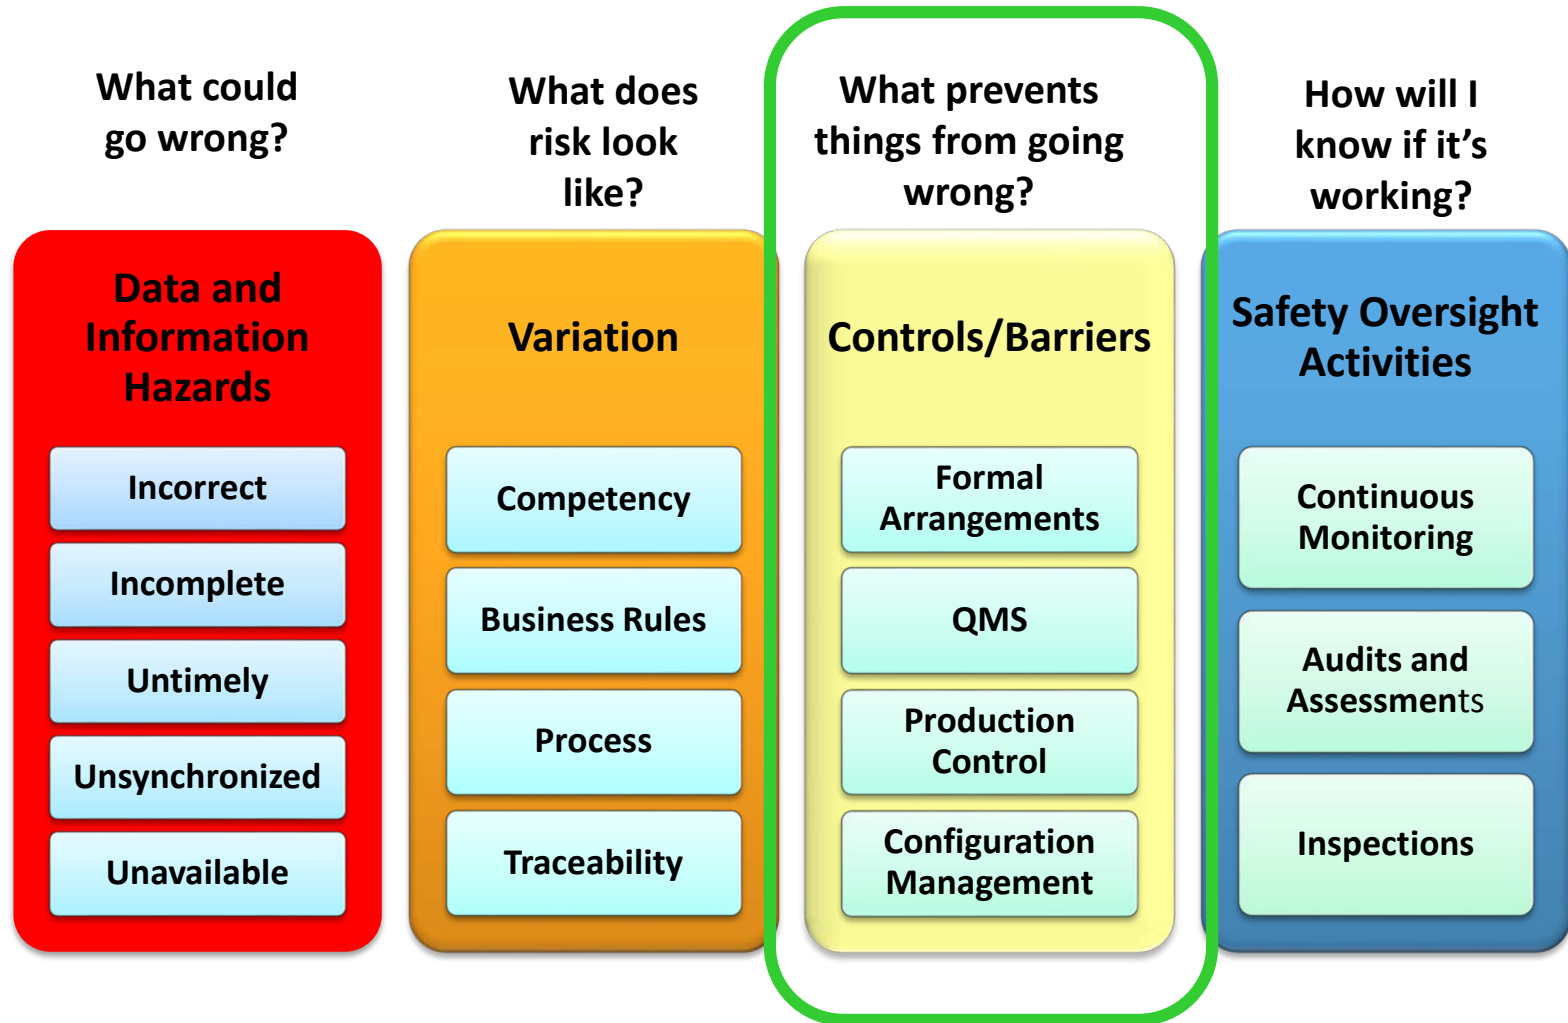 What could
go wrong?
Data and
Information
Hazards
Incorrect
Incomplete
Untimely
Unsynchronized
Unavailable
What does
risk look
like?
Variation
Competency
Business Rules
Process
Traceability
What prevents
things from going
wrong?
Controls/Barriers
Formal
Arrangements
QMS
Production
Control
Configuration
Management
How will I
know if it’s
working?
Safety Oversight
Activities
Continuous
Monitoring
Audits and
Assessments
Inspections